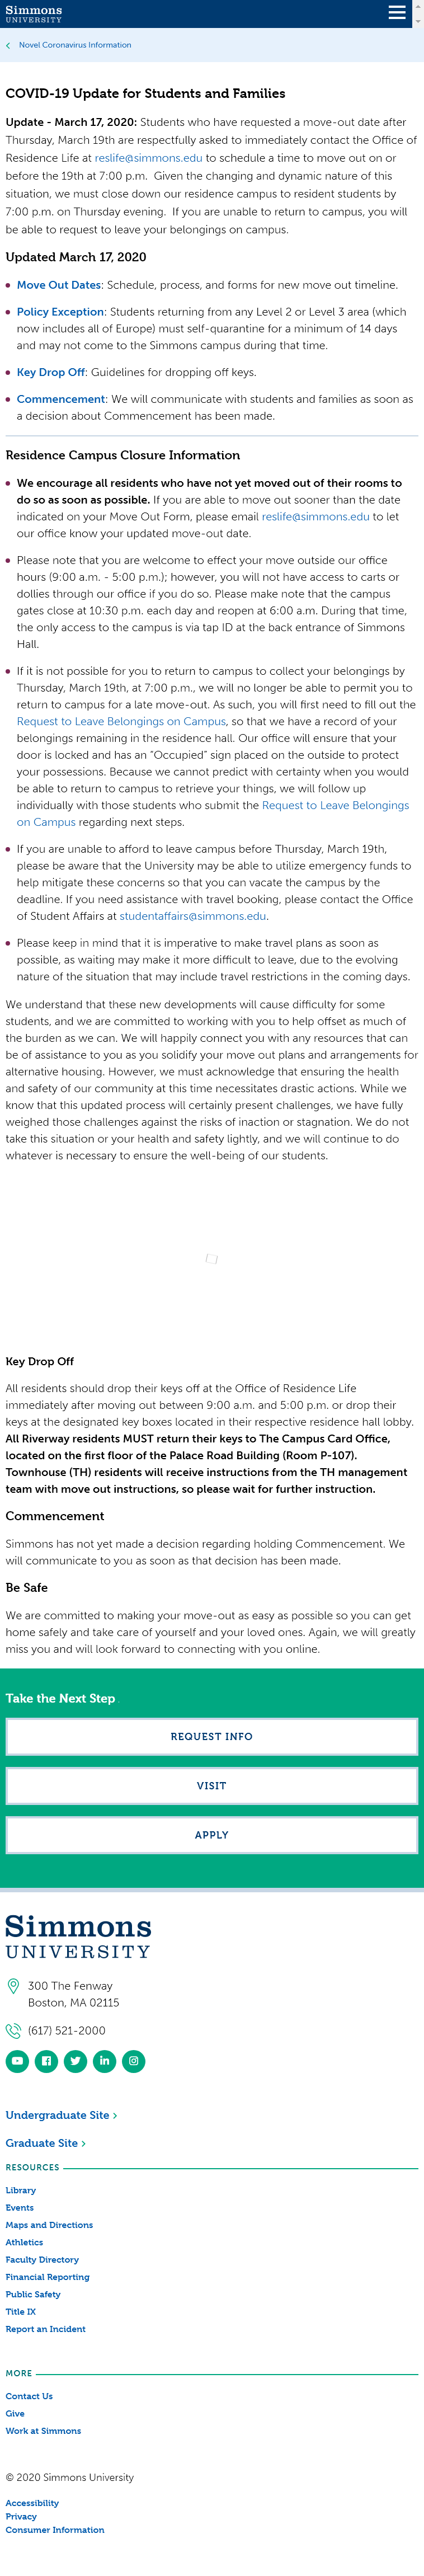 Simmons
UNIVERSITY
Novel Coronavirus Information
COVID-19 Update for Students and Families
Update - March 17, 2020: Students who have requested a move-out date after
Thursday, March 19th are respectfully asked to immediately contact the Office of
Residence Life at reslife@simmons.edu to schedule a time to move out on or
before the 19th at 7:00 p.m.  Given the changing and dynamic nature of this
situation, we must close down our residence campus to resident students by
7:00 p.m. on Thursday evening.  If you are unable to return to campus, you will
be able to request to leave your belongings on campus.
Updated March 17, 2020
Move Out Dates: Schedule, process, and forms for new move out timeline.
Policy Exception: Students returning from any Level 2 or Level 3 area (which
now includes all of Europe) must self-quarantine for a minimum of 14 days
and may not come to the Simmons campus during that time.
Key Drop Off: Guidelines for dropping off keys.
Commencement: We will communicate with students and families as soon as
a decision about Commencement has been made.
Residence Campus Closure Information
We encourage all residents who have not yet moved out of their rooms to
do so as soon as possible. If you are able to move out sooner than the date
indicated on your Move Out Form, please email reslife@simmons.edu to let
our office know your updated move-out date.
Please note that you are welcome to effect your move outside our office
hours (9:00 a.m. - 5:00 p.m.); however, you will not have access to carts or
dollies through our office if you do so. Please make note that the campus
gates close at 10:30 p.m. each day and reopen at 6:00 a.m. During that time,
the only access to the campus is via tap ID at the back entrance of Simmons
Hall.
If it is not possible for you to return to campus to collect your belongings by
Thursday, March 19th, at 7:00 p.m., we will no longer be able to permit you to
return to campus for a late move-out. As such, you will first need to fill out the
Request to Leave Belongings on Campus, so that we have a record of your
belongings remaining in the residence hall. Our office will ensure that your
door is locked and has an "Occupied" sign placed on the outside to protect
your possessions. Because we cannot predict with certainty when you would
be able to return to campus to retrieve your things, we will follow up
individually with those students who submit the Request to Leave Belongings
on Campus regarding next steps.
If you are unable to afford to leave campus before Thursday, March 19th,
please be aware that the University may be able to utilize emergency funds to
help mitigate these concerns so that you can vacate the campus by the
deadline. If you need assistance with travel booking, please contact the Office
of Student Affairs at studentaffairs@simmons.edu.
Please keep in mind that it is imperative to make travel plans as soon as
possible, as waiting may make it more difficult to leave, due to the evolving
nature of the situation that may include travel restrictions in the coming days.
We understand that these new developments will cause difficulty for some
students, and we are committed to working with you to help offset as much of
the burden as we can. We will happily connect you with any resources that can
be of assistance to you as you solidify your move out plans and arrangements for
alternative housing. However, we must acknowledge that ensuring the health
and safety of our community at this time necessitates drastic actions. While we
know that this updated process will certainly present challenges, we have fully
weighed those challenges against the risks of inaction or stagnation. We do not
take this situation or your health and safety lightly, and we will continue to do
whatever is necessary to ensure the well-being of our students.
Key Drop Off
All residents should drop their keys off at the Office of Residence Life
immediately after moving out between 9:00 a.m. and 5:00 p.m. or drop their
keys at the designated key boxes located in their respective residence hall lobby.
All Riverway residents MUST return their keys to The Campus Card Office,
located on the first floor of the Palace Road Building (Room P-107).
Townhouse (TH) residents will receive instructions from the TH management
team with move out instructions, so please wait for further instruction.
Commencement
Simmons has not yet made a decision regarding holding Commencement. We
will communicate to you as soon as that decision has been made.
Be Safe
We are committed to making your move-out as easy as possible so you can get
home safely and take care of yourself and your loved ones. Again, we will greatly
miss you and will look forward to connecting with you online.
Take the Next Step
REQUEST INFO
VISIT
APPLY
Simmons
UNIVERSITY
300 The Fenway
Boston, MA 02115
(617) 521-2000
Undergraduate Site
Graduate Site
RESOURCES
Library
Events
Maps and Directions
Athletics
Faculty Directory
Financial Reporting
Public Safety
Title IX
Report an Incident
MORE
Contact Us
Give
Work at Simmons
© 2020 Simmons University
Accessibility
Privacy
Consumer Information